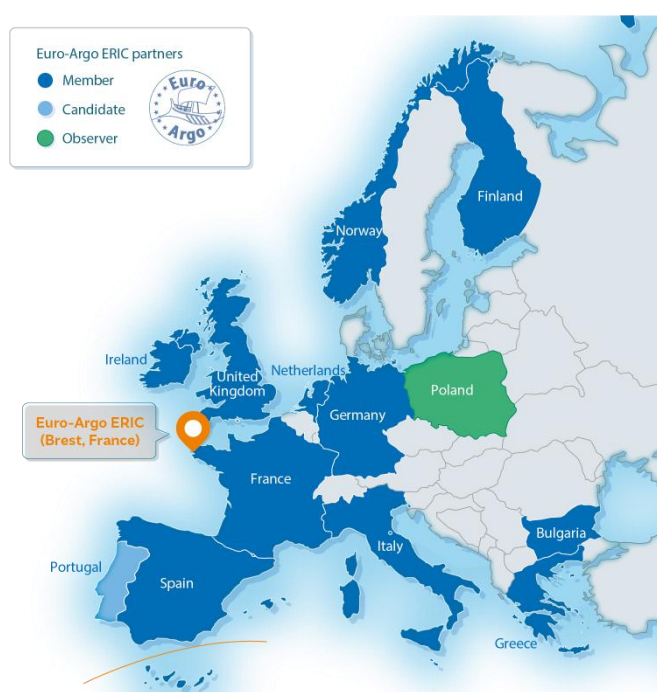 Euro-Argo ERIC partners
Member
Candidate
Observer
Euro
Argo
Finland
Norway
Ireland
United
Kingdom
Netherlands
Germany
Poland
Euro-Argo ERIC
(Brest, France)
France
Italy
Bulgaria
Portugal
Spain
Greece